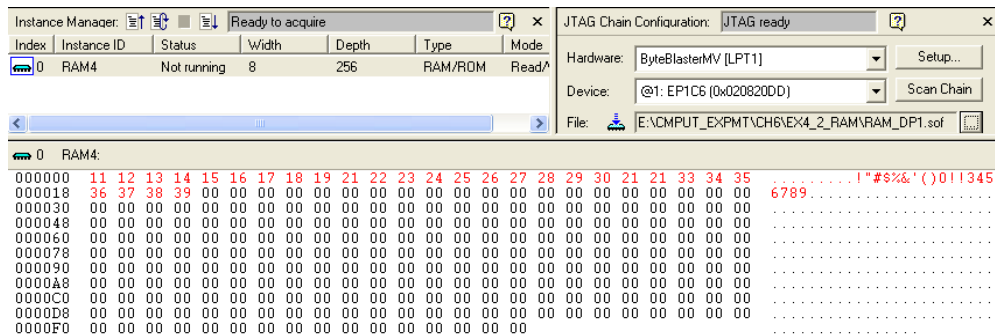 Instance Manager: Ready to acquire
Index Instance ID Status Width Depth Type Mode
0 RAM4 Not running 8 256 RAM/ROM Read/
JTAG Chain Configuration: JTAG ready
Hardware: ByteBlasterMV [LPT1] Setup...
Device: @1: EP1C6 (0x020820DD) Scan Chain
File: E:\CMPUT_EXPMT\CH6\EX4_2_RAM\RAM_DP1.sof ...
0 RAM4:
000000 11 12 13 14 15 16 17 18 19 21 22 23 24 25 26 27 28 29 30 21 21 33 34 35 .........!"#$%&'()0!!345
000018 36 37 38 39 00 00 00 00 00 00 00 00 00 00 00 00 00 00 00 00 00 00 00 00 6789....................
000030 00 00 00 00 00 00 00 00 00 00 00 00 00 00 00 00 00 00 00 00 00 00 00 00 ........................
000048 00 00 00 00 00 00 00 00 00 00 00 00 00 00 00 00 00 00 00 00 00 00 00 00 ........................
000060 00 00 00 00 00 00 00 00 00 00 00 00 00 00 00 00 00 00 00 00 00 00 00 00 ........................
000078 00 00 00 00 00 00 00 00 00 00 00 00 00 00 00 00 00 00 00 00 00 00 00 00 ........................
000090 00 00 00 00 00 00 00 00 00 00 00 00 00 00 00 00 00 00 00 00 00 00 00 00 ........................
0000A8 00 00 00 00 00 00 00 00 00 00 00 00 00 00 00 00 00 00 00 00 00 00 00 00 ........................
0000C0 00 00 00 00 00 00 00 00 00 00 00 00 00 00 00 00 00 00 00 00 00 00 00 00 ........................
0000D8 00 00 00 00 00 00 00 00 00 00 00 00 00 00 00 00 00 00 00 00 00 00 00 00 ........................
0000F0 00 00 00 00 00 00 00 00 00 00 00 00 00 00 00 00 ................